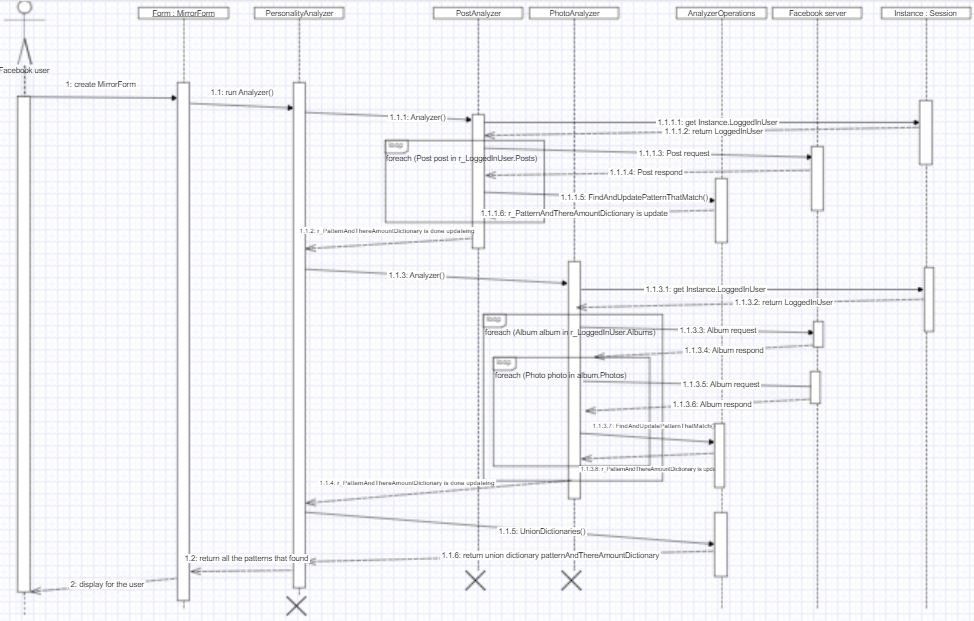 Form : MirrorForm
PersonalityAnalyzer
PostAnalyzer
PhotoAnalyzer
AnalyzerOperations
Facebook server
Instance : Session
Facebook user
1: create MirrorForm
1.1: run Analyzer()
1.1.1: Analyzer()
1.1.1.1: get Instance.LoggedInUser
1.1.1.2: return LoggedInUser
loop
foreach (Post post in r_LoggedInUser.Posts)
1.1.1.3: Post request
1.1.1.4: Post respond
1.1.1.5: FindAndUpdatePatternThatMatch()
1.1.1.6: r_PatternAndThereAmountDictionary is update
1.1.2: r_PatternAndThereAmountDictionary is done updateing
1.1.3: Analyzer()
1.1.3.1: get Instance.LoggedInUser
1.1.3.2: return LoggedInUser
loop
foreach (Album album in r_LoggedInUser.Albums)
1.1.3.3: Album request
1.1.3.4: Album respond
loop
foreach (Photo photo in album.Photos)
1.1.3.5: Album request
1.1.3.6: Album respond
1.1.3.7: FindAndUpdatePatternThatMatch(
1.1.3.8: r_PatternAndThereAmountDictionary is upda
1.1.4: r_PatternAndThereAmountDictionary is done updateing
1.1.5: UnionDictionaries()
1.1.6: return union dictionary patternAndThereAmountDictionary
1.2: return all the patterns that found
2: display for the user